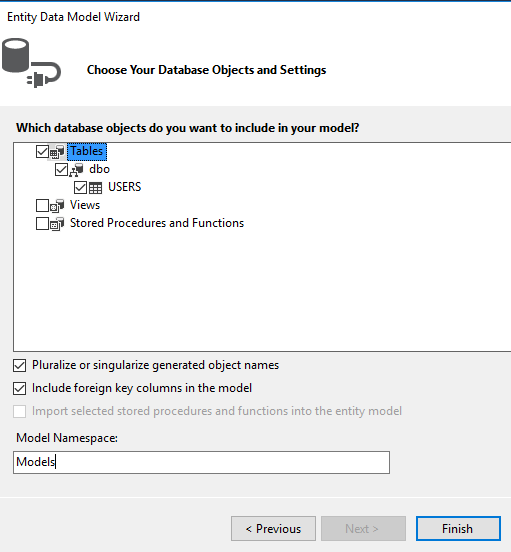 Entity Data Model Wizard
Choose Your Database Objects and Settings
Which database objects do you want to include in your model?
Tables
dbo
USERS
Views
Stored Procedures and Functions
Pluralize or singularize generated object names
Include foreign key columns in the model
Import selected stored procedures and functions into the entity model
Model Namespace:
Models
< Previous Next > Finish